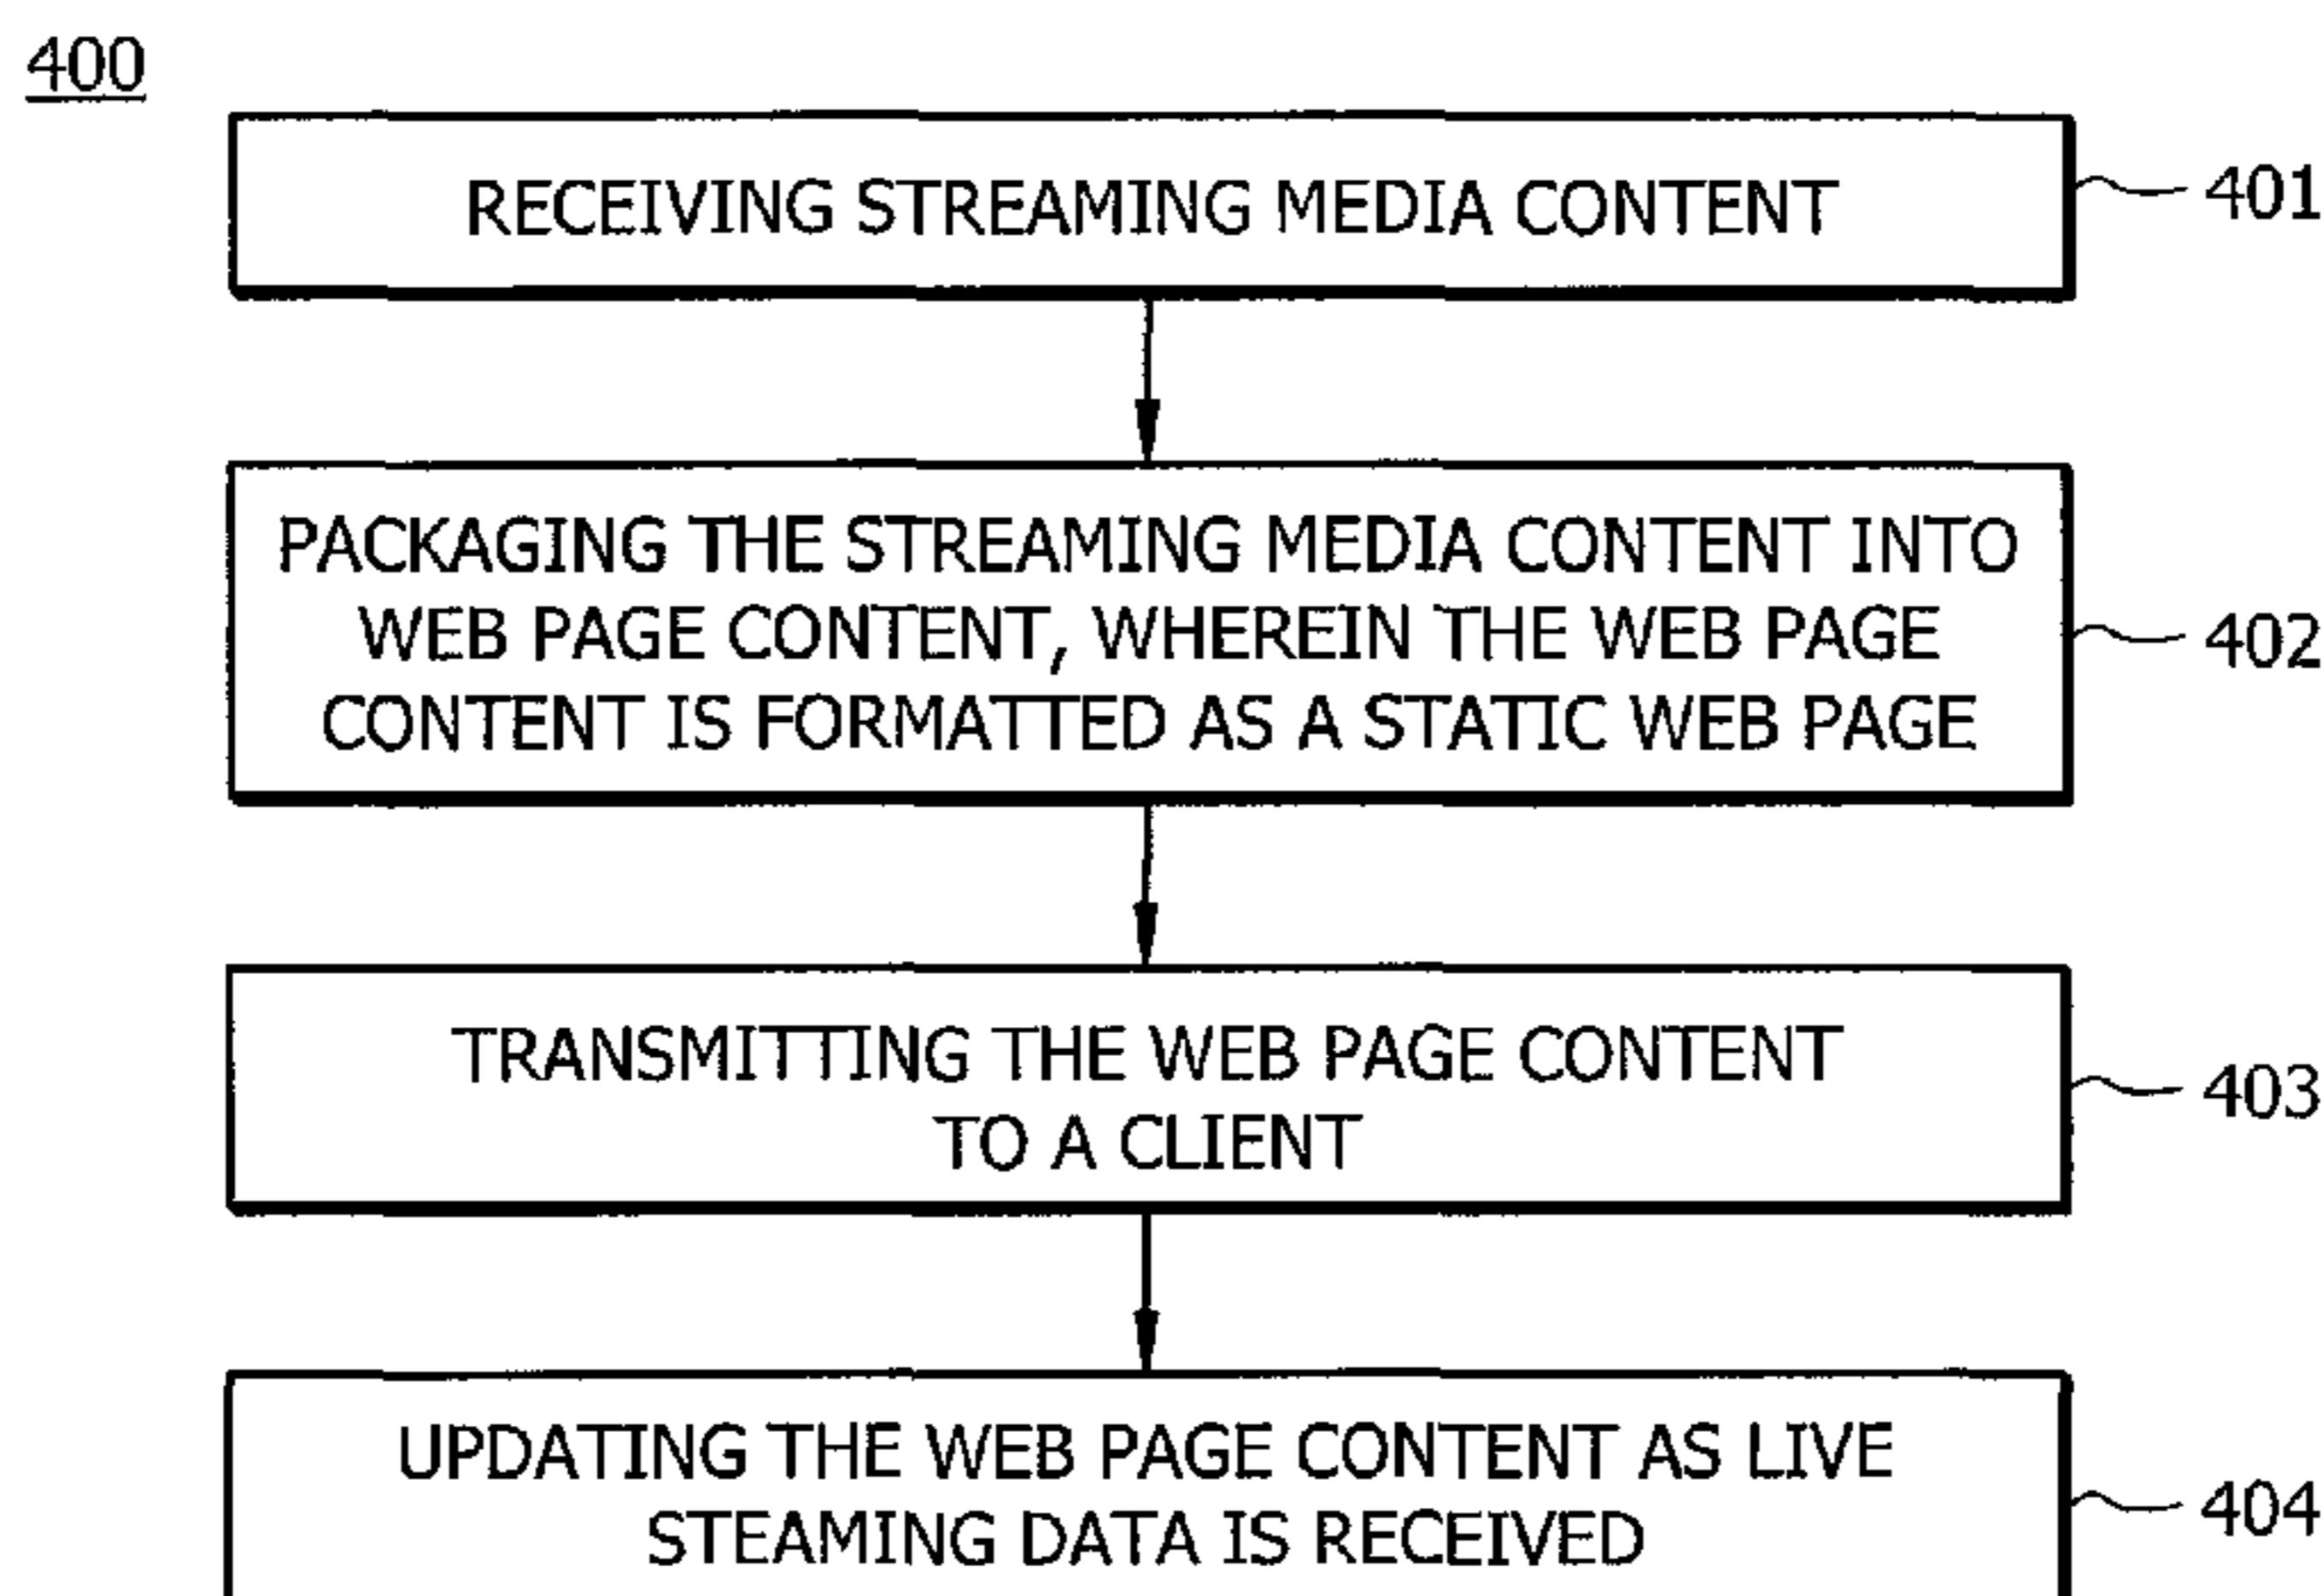 400
RECEIVING STREAMING MEDIA CONTENT
401
PACKAGING THE STREAMING MEDIA CONTENT INTO
WEB PAGE CONTENT, WHEREIN THE WEB PAGE
CONTENT IS FORMATTED AS A STATIC WEB PAGE
402
TRANSMITTING THE WEB PAGE CONTENT
TO A CLIENT
403
UPDATING THE WEB PAGE CONTENT AS LIVE
STEAMING DATA IS RECEIVED
404